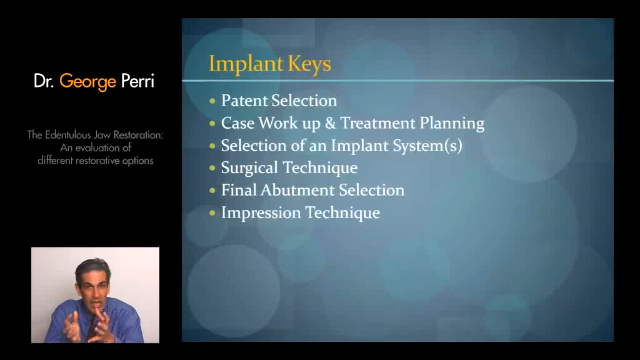 Dr. George Perri
The Edentulous Jaw Restoration:
An evaluation of
different restorative options
Implant Keys
• Patent Selection
• Case Work up & Treatment Planning
• Selection of an Implant System(s)
• Surgical Technique
• Final Abutment Selection
• Impression Technique